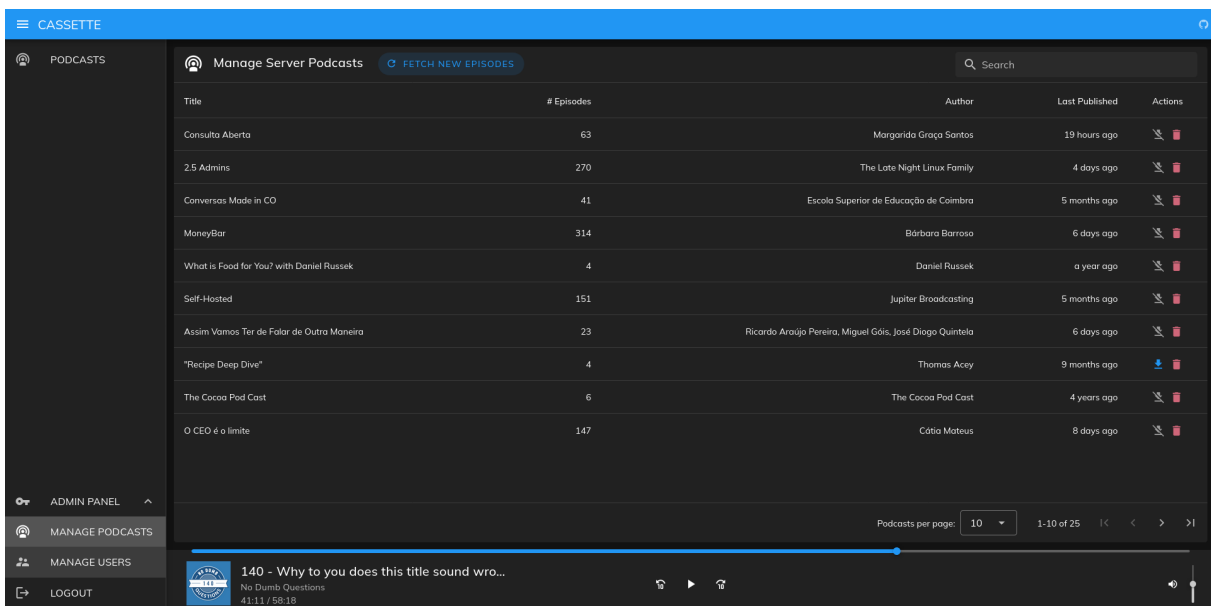 CASSETTE
PODCASTS
Manage Server Podcasts FETCH NEW EPISODES Search
Title # Episodes Author Last Published Actions
Consulta Aberta 63 Margarida Graça Santos 19 hours ago
2.5 Admins 270 The Late Night Linux Family 4 days ago
Conversas Made in CO 41 Escola Superior de Educação de Coimbra 5 months ago
MoneyBar 314 Bárbara Barroso 6 days ago
What is Food for You? with Daniel Russek 4 Daniel Russek a year ago
Self-Hosted 151 Jupiter Broadcasting 5 months ago
Assim Vamos Ter de Falar de Outra Maneira 23 Ricardo Araújo Pereira, Miguel Góis, José Diogo Quintela 6 days ago
"Recipe Deep Dive" 4 Thomas Acey 9 months ago
The Cocoa Pod Cast 6 The Cocoa Pod Cast 4 years ago
O CEO é o limite 147 Cátia Mateus 8 days ago
Podcasts per page: 10 1-10 of 25
ADMIN PANEL
MANAGE PODCASTS
MANAGE USERS
LOGOUT
NO DUMB
140
QUESTIONS
140 - Why to you does this title sound wro...
No Dumb Questions
41:11 / 58:18
10 10